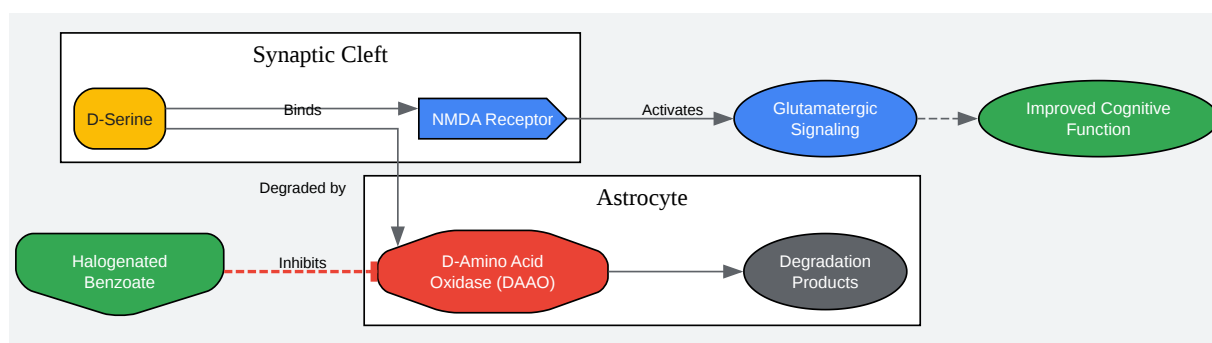 Synaptic Cleft
D-Serine
Binds
NMDA Receptor
Activates
Glutamatergic
Signaling
Improved Cognitive
Function
Degraded by
Astrocyte
Halogenated
Benzoate
Inhibits
D-Amino Acid
Oxidase (DAAO)
Degradation
Products